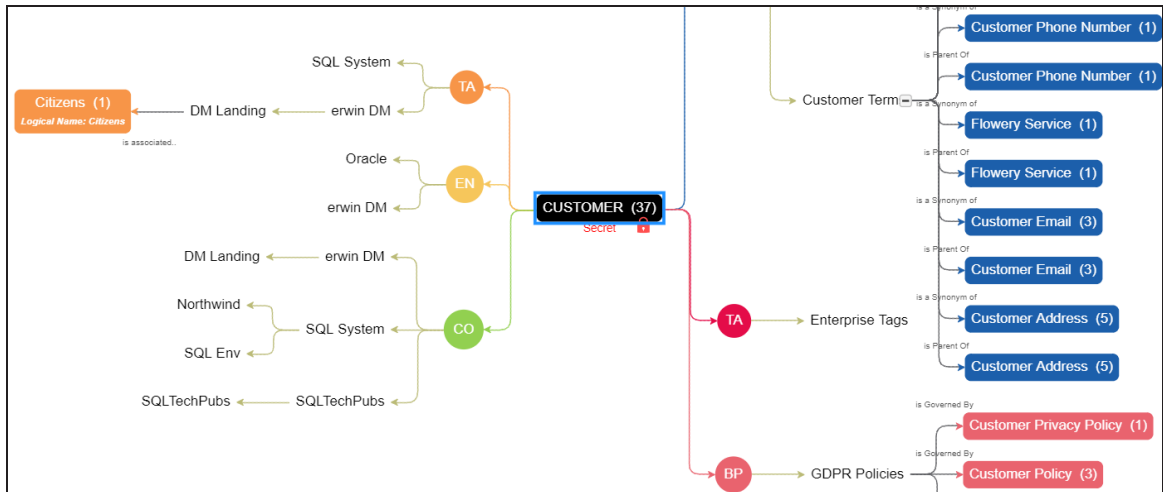 is a Synonym of
Customer Phone Number (1)
is Parent Of
Customer Phone Number (1)
Customer Term
is a Synonym of
Flowery Service (1)
is Parent Of
Flowery Service (1)
is a Synonym of
Customer Email (3)
is Parent Of
Customer Email (3)
is a Synonym of
Customer Address (5)
is Parent Of
Customer Address (5)
SQL System
TA
erwin DM
DM Landing
Citizens (1)
Logical Name: Citizens
is associated..
Oracle
EN
erwin DM
CUSTOMER (37)
Secret
DM Landing
erwin DM
Northwind
SQL System
CO
SQL Env
SQLTechPubs
SQLTechPubs
TA
Enterprise Tags
BP
GDPR Policies
is Governed By
Customer Privacy Policy (1)
is Governed By
Customer Policy (3)